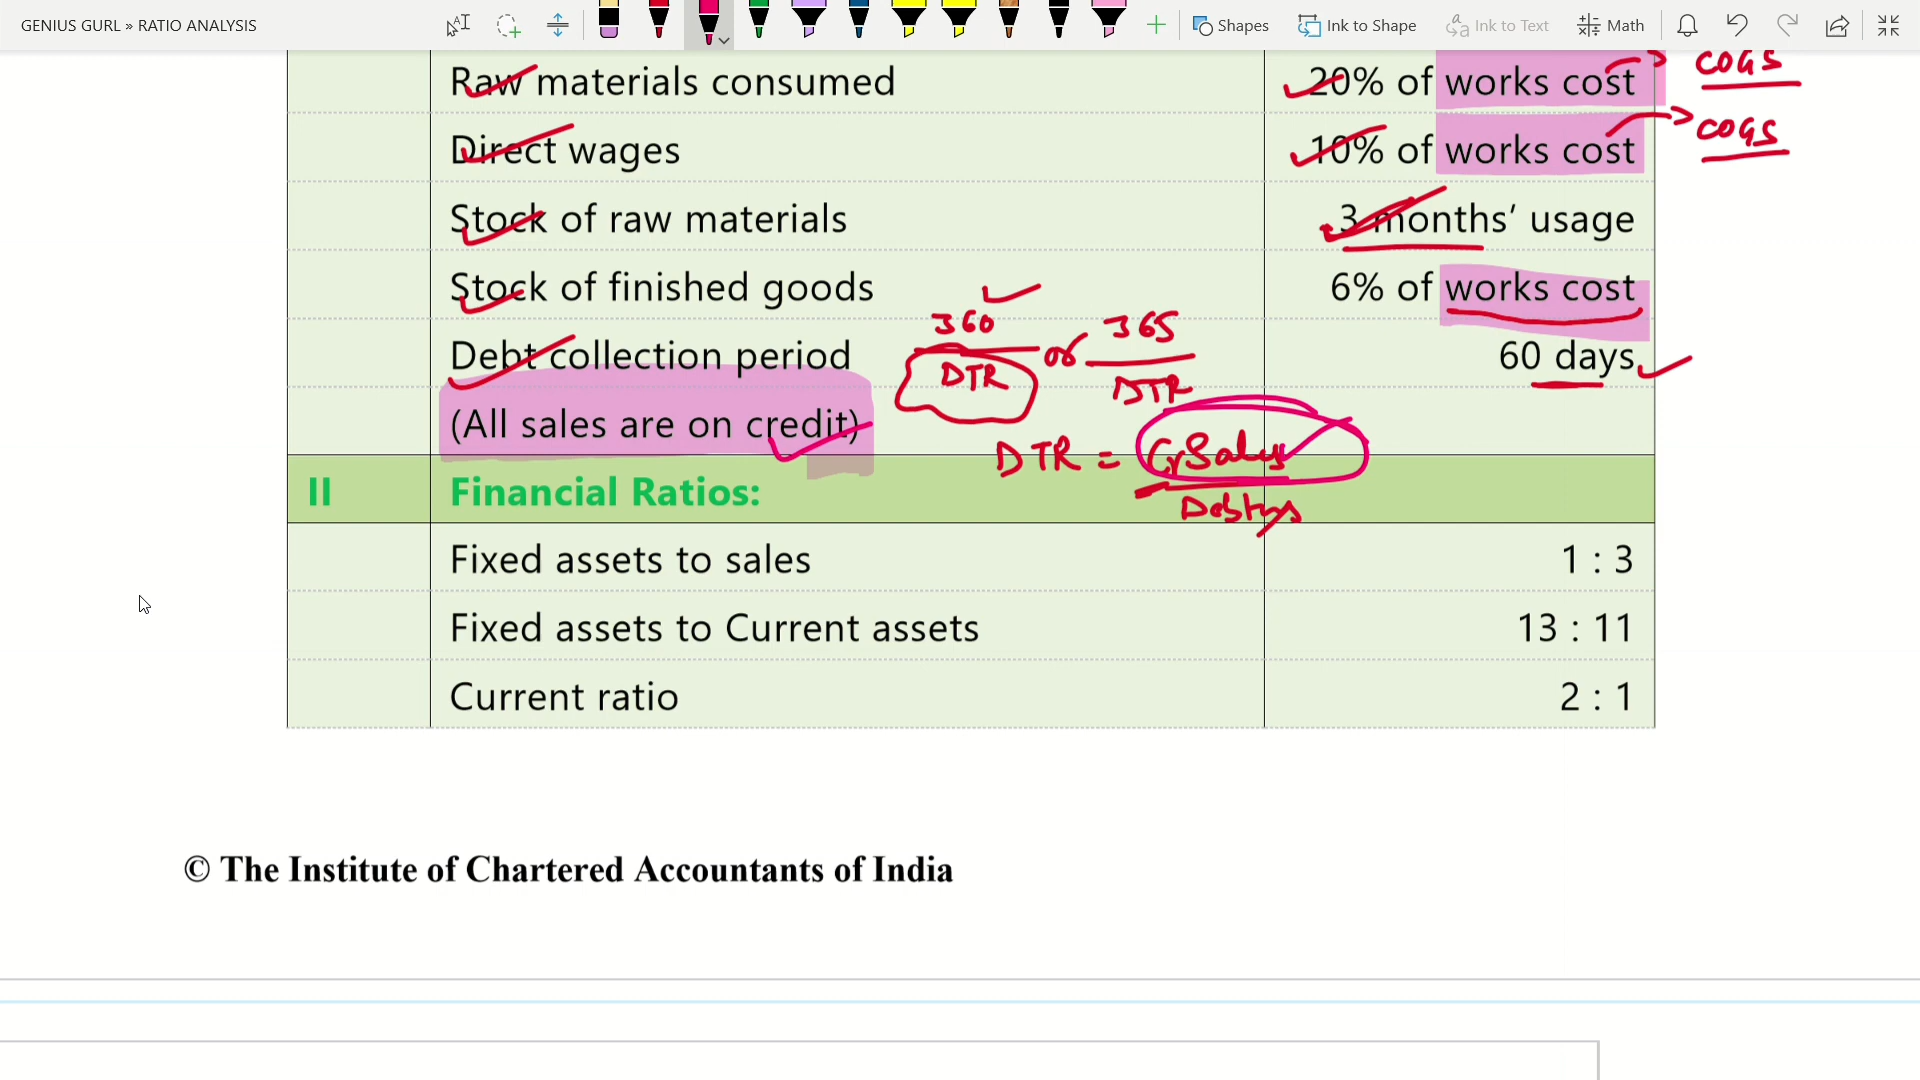 GENIUS GURL » RATIO ANALYSIS
Shapes Ink to Shape Ink to Text Math
Raw materials consumed 20% of works cost COGS
Direct wages 10% of works cost COGS
Stock of raw materials 3 months’ usage
Stock of finished goods 6% of works cost
360
DTR
or
365
DTR
Debt collection period 60 days
(All sales are on credit)
DTR = Cr Sales
Debtors
II Financial Ratios:
Fixed assets to sales 1 : 3
Fixed assets to Current assets 13 : 11
Current ratio 2 : 1
© The Institute of Chartered Accountants of India